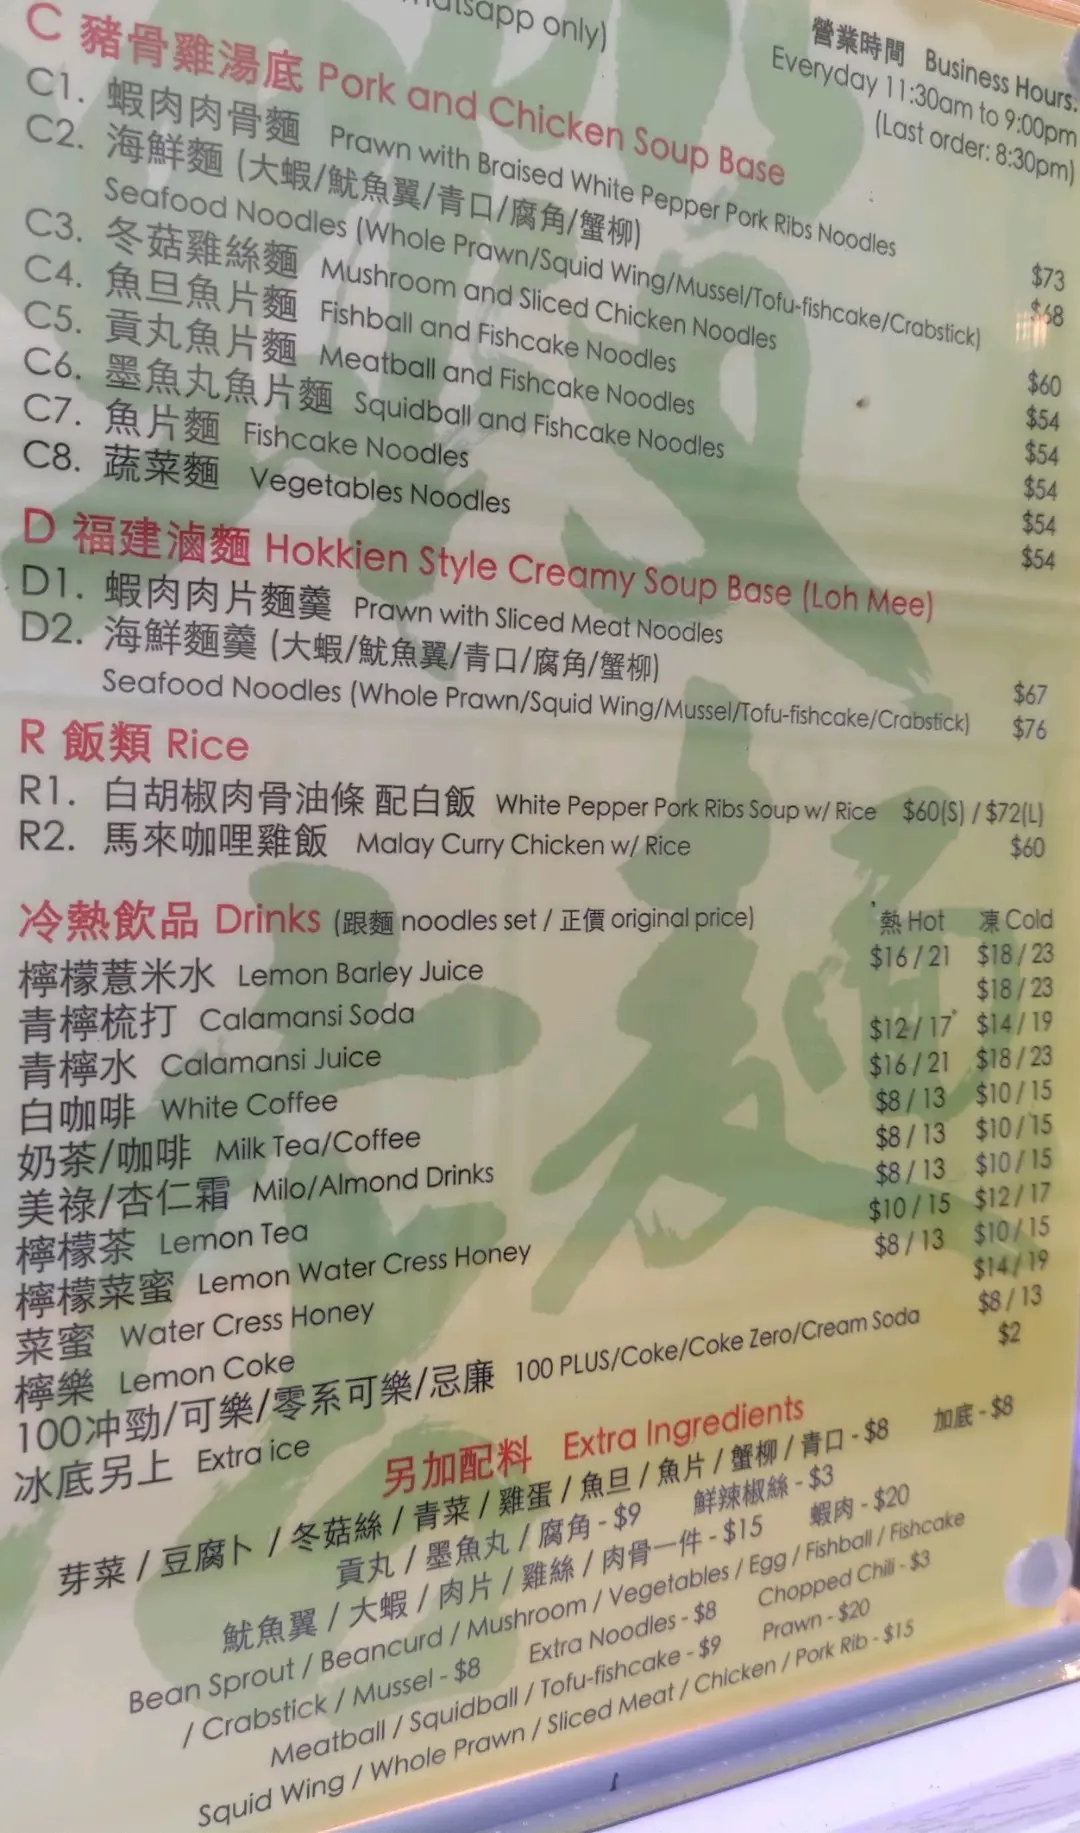 atsapp only)
營業時間 Business Hours:
Everyday 11:30am to 9:00pm
(Last order: 8:30pm)
C 豬骨雞湯底 Pork and Chicken Soup Base
C1. 蝦肉肉骨麵 Prawn with Braised White Pepper Pork Ribs Noodles $73
C2. 海鮮麵 (大蝦/魷魚翼/青口/腐角/蟹柳)
Seafood Noodles (Whole Prawn/Squid Wing/Mussel/Tofu-fishcake/Crabstick) $68
C3. 冬菇雞絲麵 Mushroom and Sliced Chicken Noodles $60
C4. 魚旦魚片麵 Fishball and Fishcake Noodles $54
C5. 貢丸魚片麵 Meatball and Fishcake Noodles $54
C6. 墨魚丸魚片麵 Squidball and Fishcake Noodles $54
C7. 魚片麵 Fishcake Noodles $54
C8. 蔬菜麵 Vegetables Noodles $54
D 福建滷麵 Hokkien Style Creamy Soup Base (Loh Mee)
D1. 蝦肉肉片麵羹 Prawn with Sliced Meat Noodles $67
D2. 海鮮麵羹 (大蝦/魷魚翼/青口/腐角/蟹柳)
Seafood Noodles (Whole Prawn/Squid Wing/Mussel/Tofu-fishcake/Crabstick) $76
R 飯類 Rice
R1. 白胡椒肉骨油條 配白飯 White Pepper Pork Ribs Soup w/ Rice $60(S) / $72(L)
R2. 馬來咖哩雞飯 Malay Curry Chicken w/ Rice $60
冷熱飲品 Drinks (跟麵 noodles set / 正價 original price) 熱 Hot 凍 Cold
檸檬薏米水 Lemon Barley Juice $16 / 21 $18 / 23
青檸梳打 Calamansi Soda $18 / 23
青檸水 Calamansi Juice $12 / 17 $14 / 19
白咖啡 White Coffee $16 / 21 $18 / 23
奶茶/咖啡 Milk Tea/Coffee $8 / 13 $10 / 15
美祿/杏仁霜 Milo/Almond Drinks $8 / 13 $10 / 15
檸檬茶 Lemon Tea $8 / 13 $10 / 15
檸檬菜蜜 Lemon Water Cress Honey $10 / 15 $12 / 17
菜蜜 Water Cress Honey $8 / 13 $10 / 15
檸樂 Lemon Coke $14 / 19
100冲勁/可樂/零系可樂/忌廉 100 PLUS/Coke/Coke Zero/Cream Soda $8 / 13
冰底另上 Extra ice $2
另加配料 Extra Ingredients
芽菜 / 豆腐卜 / 冬菇絲 / 青菜 / 雞蛋 / 魚旦 / 魚片 / 蟹柳 / 青口 - $8 加底 - $8
貢丸 / 墨魚丸 / 腐角 - $9 鮮辣椒絲 - $3
魷魚翼 / 大蝦 / 肉片 / 雞絲 / 肉骨一件 - $15 蝦肉 - $20
Bean Sprout / Beancurd / Mushroom / Vegetables / Egg / Fishball / Fishcake
/ Crabstick / Mussel - $8 Extra Noodles - $8 Chopped Chili - $3
Meatball / Squidball / Tofu-fishcake - $9 Prawn - $20
Squid Wing / Whole Prawn / Sliced Meat / Chicken / Pork Rib - $15